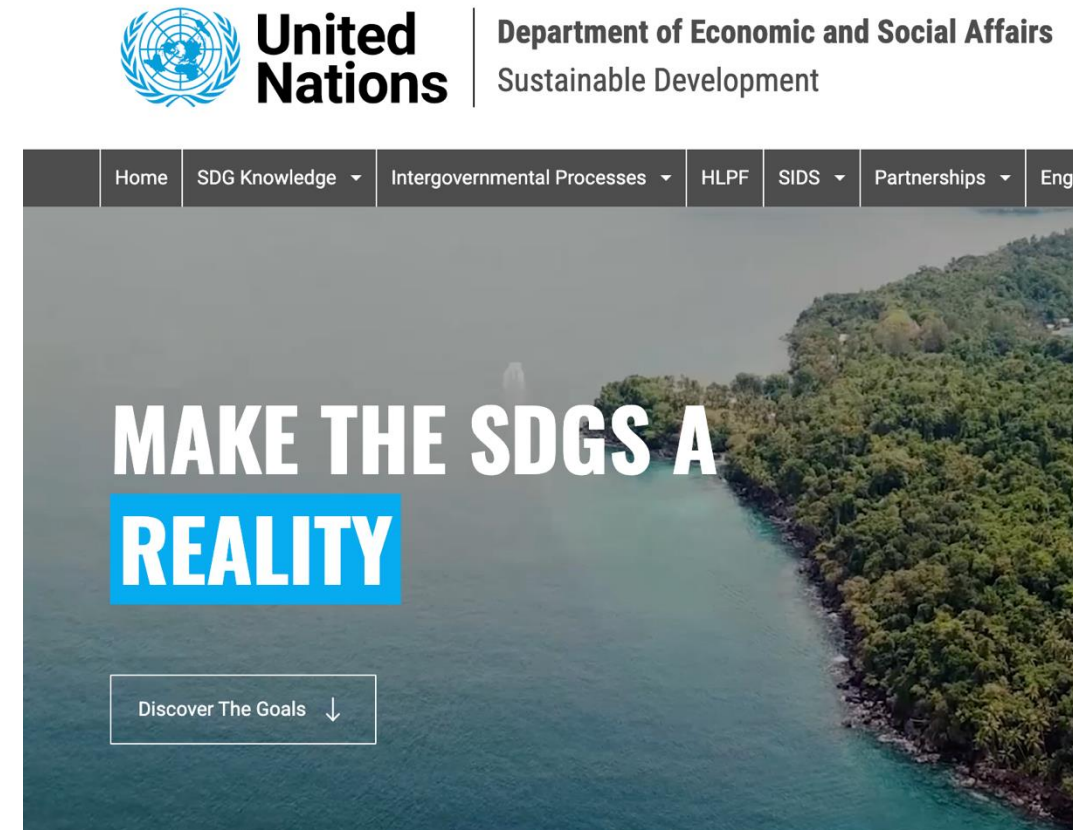 United
Nations
Department of Economic and Social Affairs
Sustainable Development
Home SDG Knowledge Intergovernmental Processes HLPF SIDS Partnerships Eng
MAKE THE SDGS A
REALITY
Discover The Goals ↓